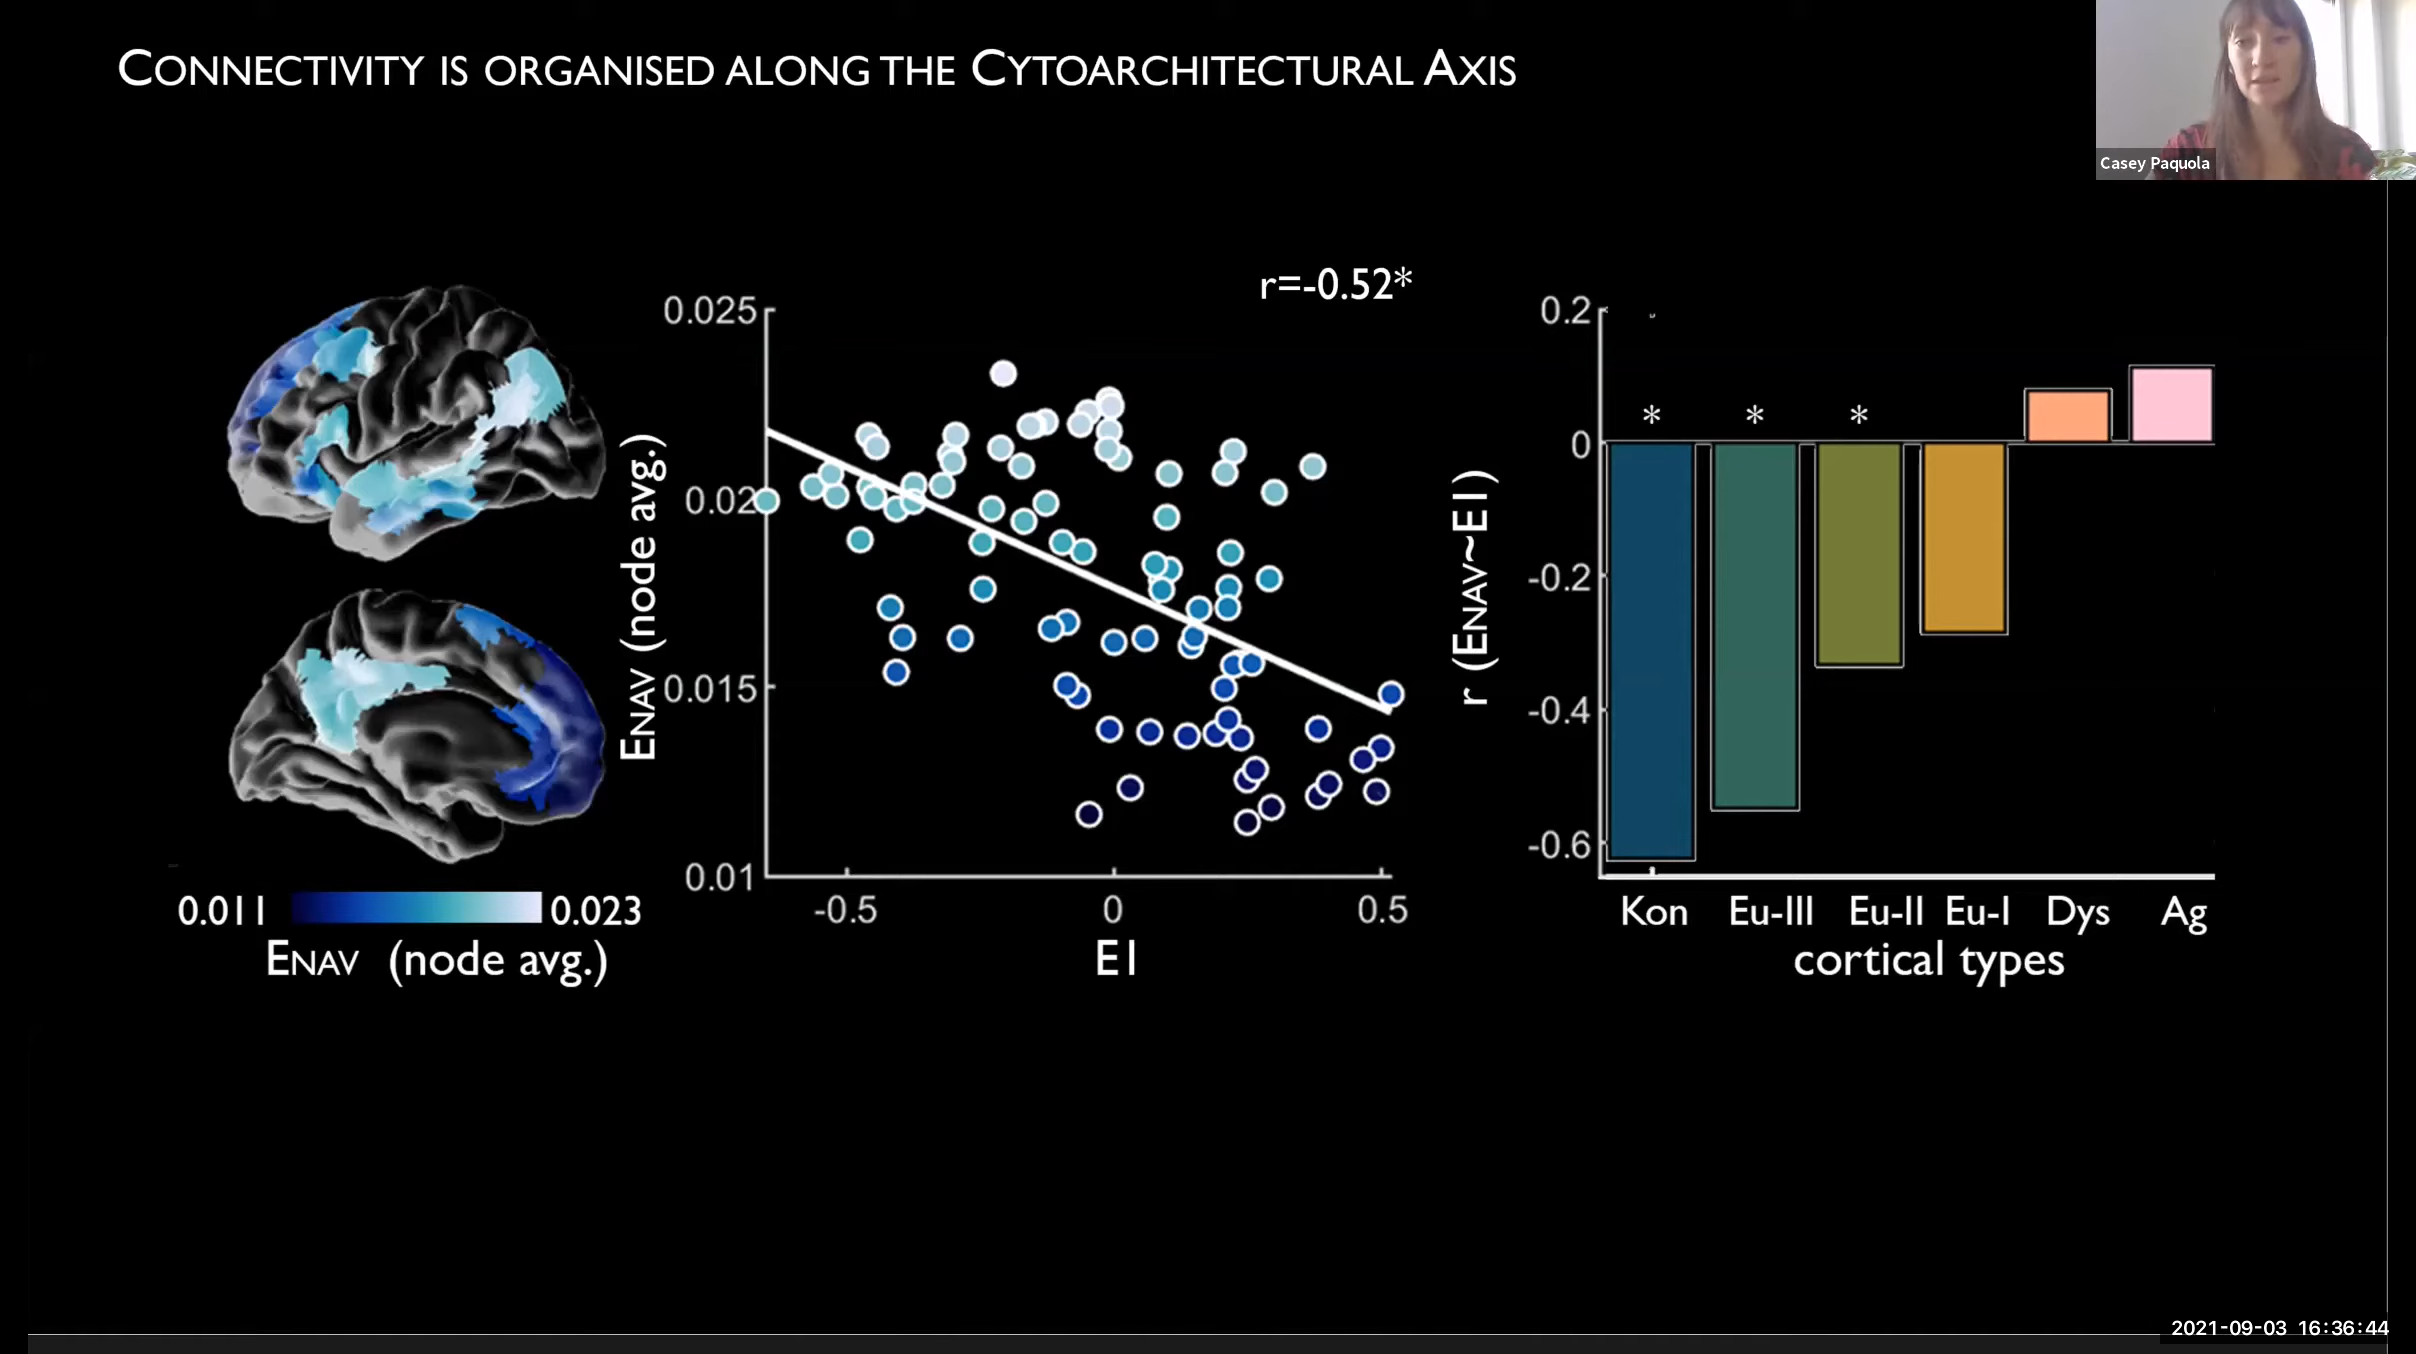 CONNECTIVITY IS ORGANISED ALONG THE CYTOARCHITECTURAL AXIS
Casey Paquola
r=-0.52*
0.025
0.02
0.015
0.01
ENAV (node avg.)
-0.5 0 0.5
E1
0.011 0.023
ENAV (node avg.)
0.2
0
-0.2
-0.4
-0.6
r (ENAV~E1)
* * *
Kon Eu-III Eu-II Eu-I Dys Ag
cortical types
2021-09-03 16:36:44